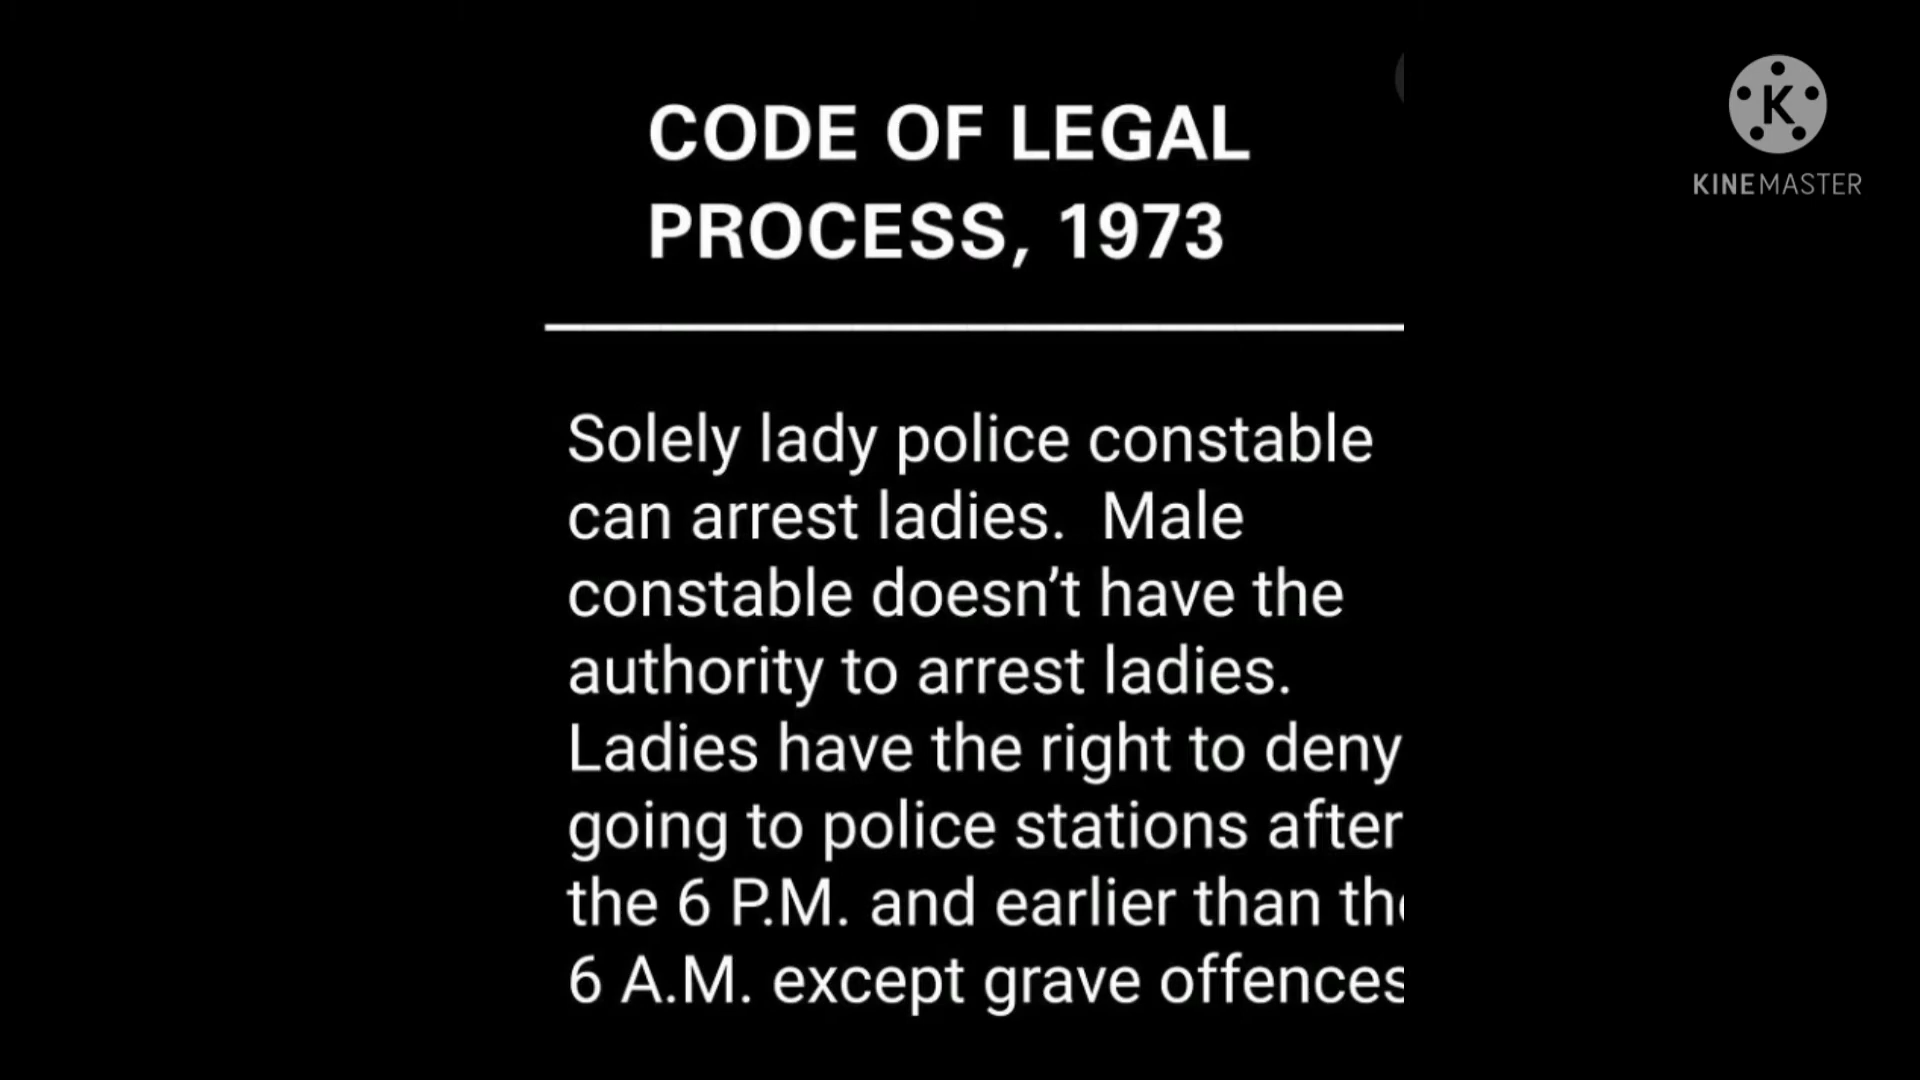 CODE OF LEGAL
PROCESS, 1973
K
KINEMASTER
Solely lady police constable
can arrest ladies. Male
constable doesn’t have the
authority to arrest ladies.
Ladies have the right to deny
going to police stations after
the 6 P.M. and earlier than the
6 A.M. except grave offences